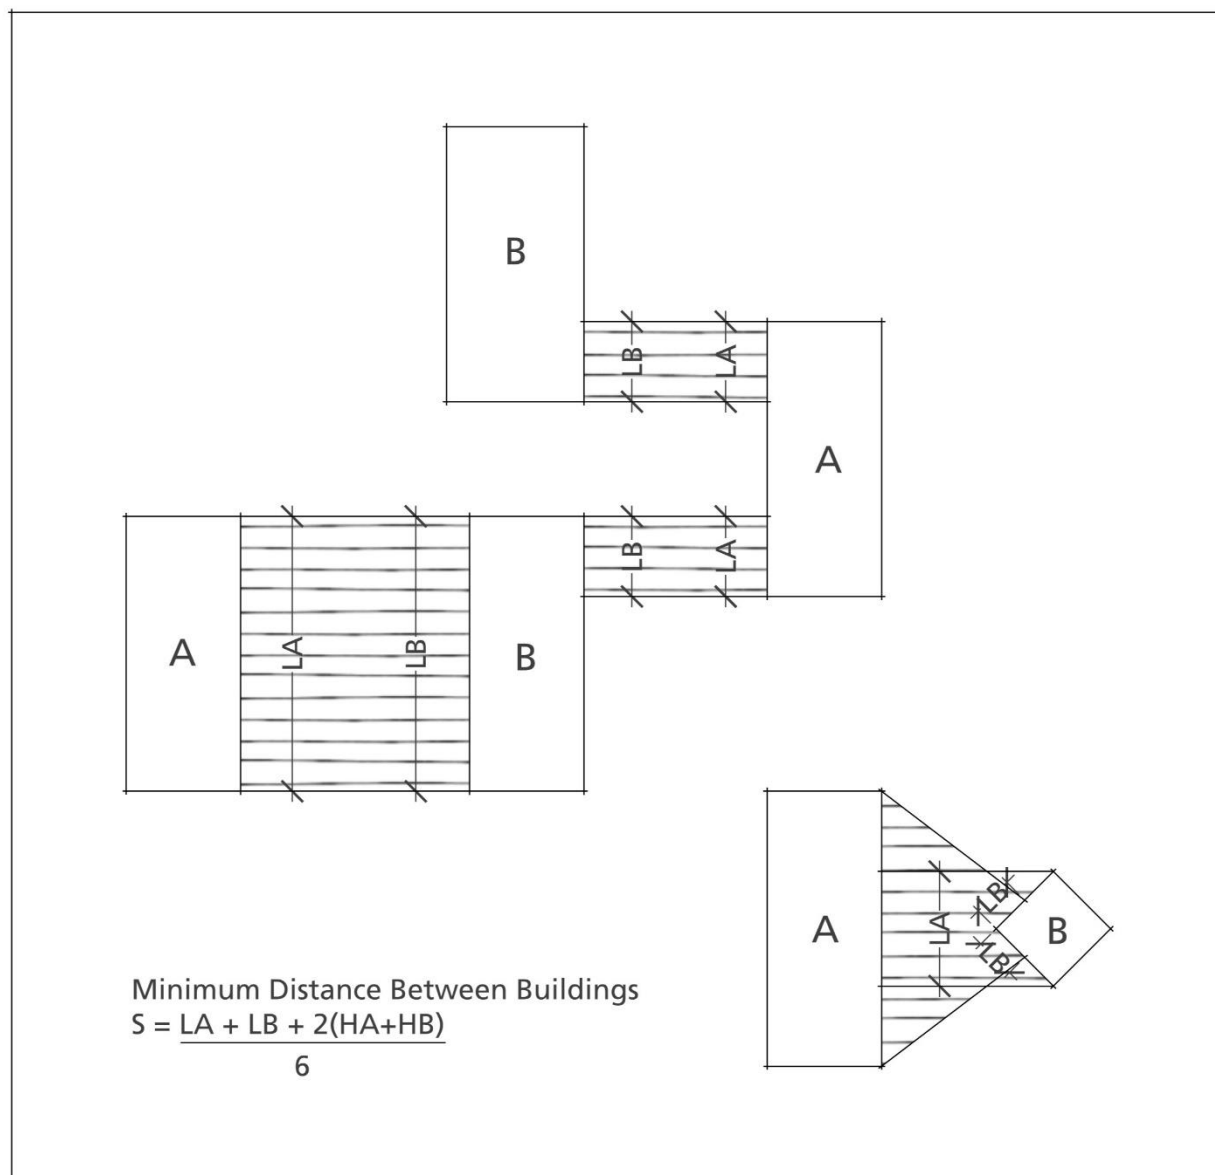 B
LB LA
A
LB LA
A LA LB B
LB
A LA B
LB
Minimum Distance Between Buildings
S = LA + LB + 2(HA+HB)
6